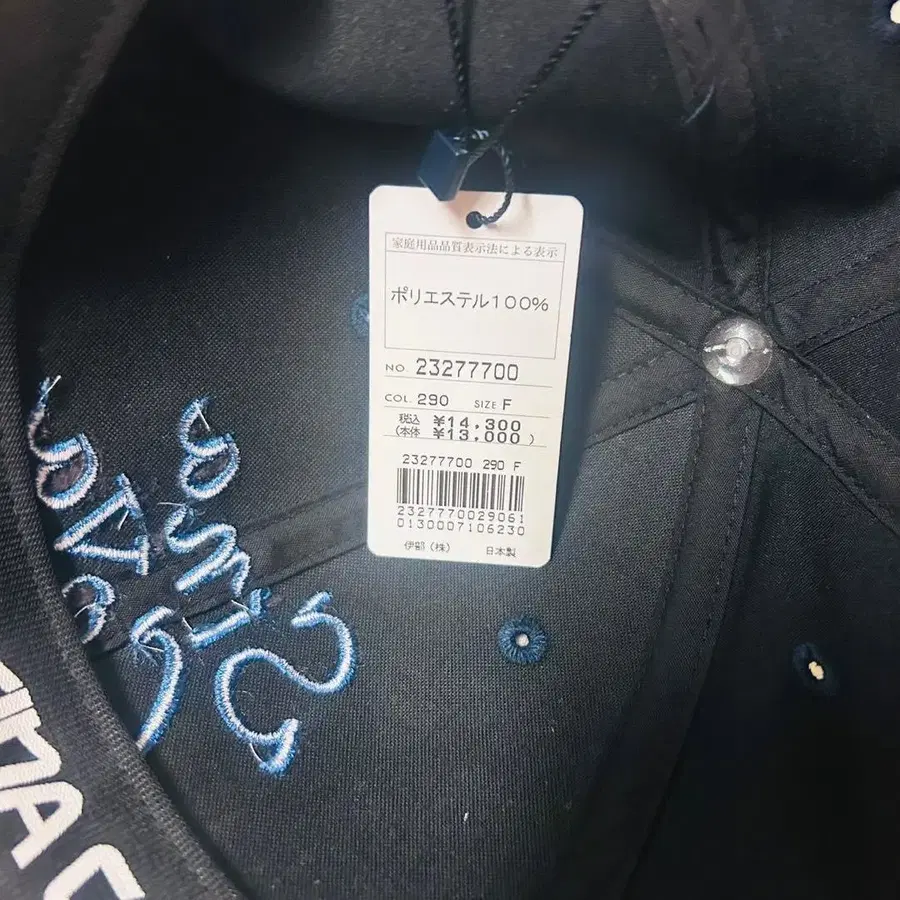 家庭用品品質表示法による表示
ポリエステル100%
NO 23277700
COL. 290 SIZE F
税込 ¥14,300
(本体 ¥13,000)
23277700 290 F
2327770029061
0130007106230
伊部(株) 日本製